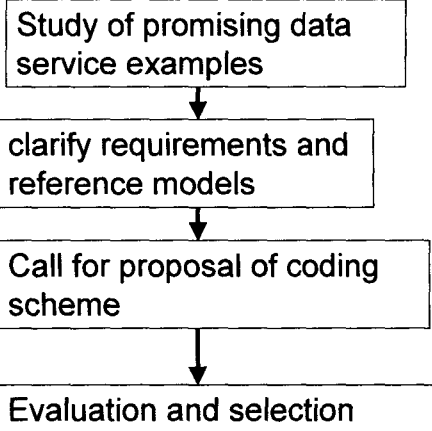 Study of promising data
service examples
clarify requirements and
reference models
Call for proposal of coding
scheme
Evaluation and selection